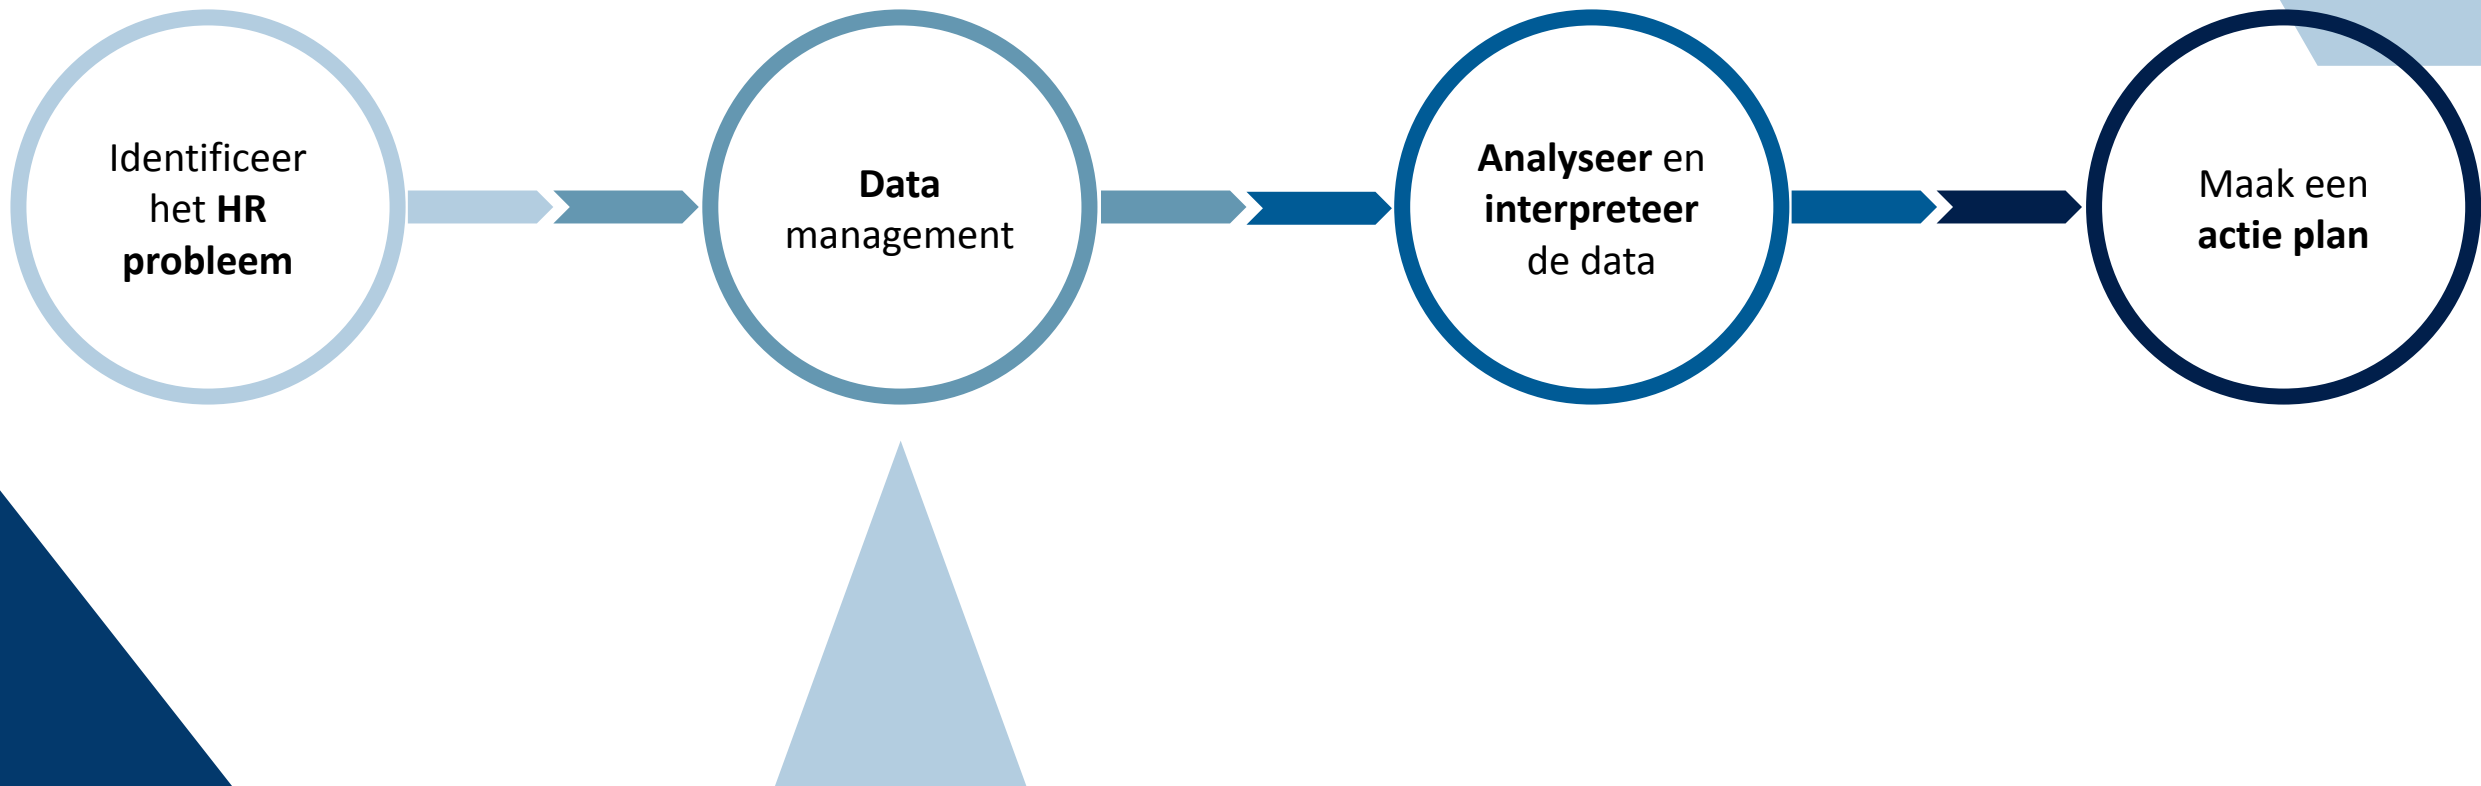 Identificeer
het HR
probleem
Data
management
Analyseer en
interpreteer
de data
Maak een
actie plan